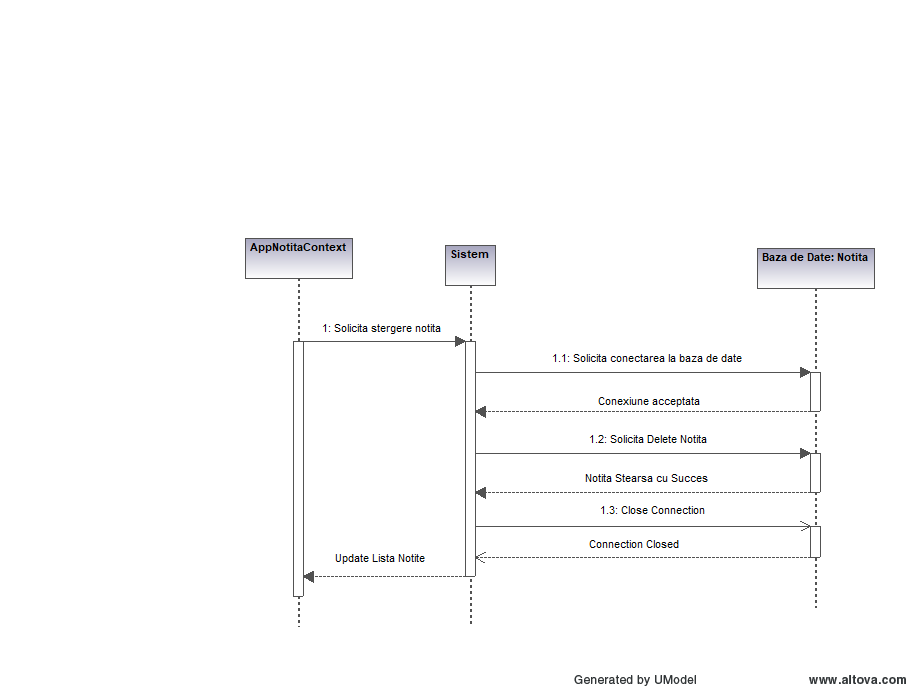 AppNotitaContext
Sistem
Baza de Date: Notita
1: Solicita stergere notita
1.1: Solicita conectarea la baza de date
Conexiune acceptata
1.2: Solicita Delete Notita
Notita Stearsa cu Succes
1.3: Close Connection
Connection Closed
Update Lista Notite
Generated by UModel
www.altova.com